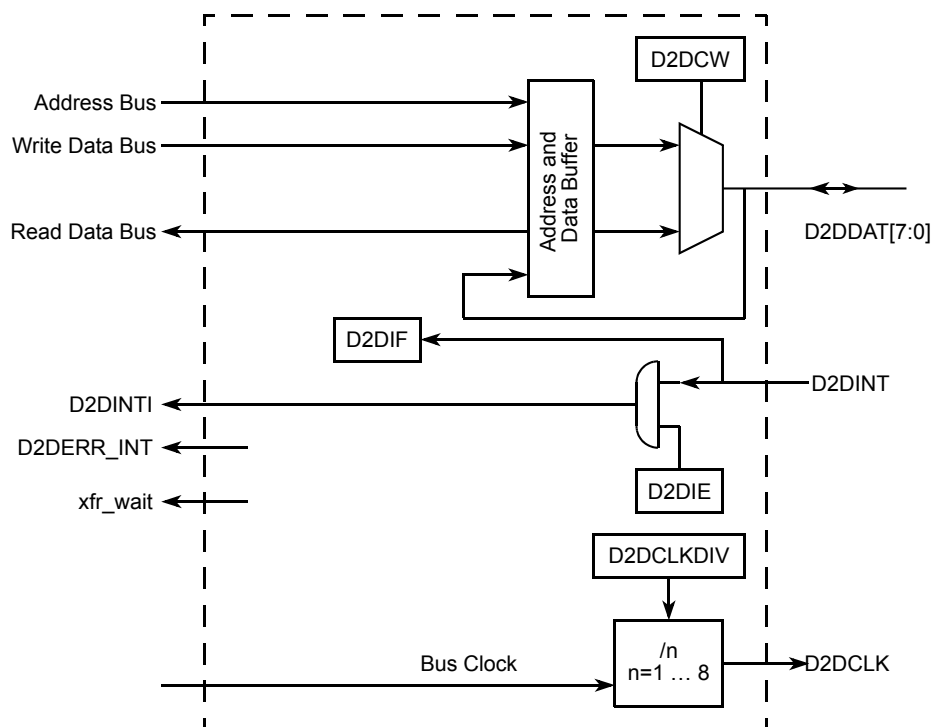 D2DCW
Address Bus
Write Data Bus
Address and
Data Buffer
Read Data Bus
D2DDAT[7:0]
D2DIF
D2DINT
D2DINTI
D2DERR_INT
D2DIE
xfr_wait
D2DCLKDIV
/n
n=1 … 8
Bus Clock
D2DCLK